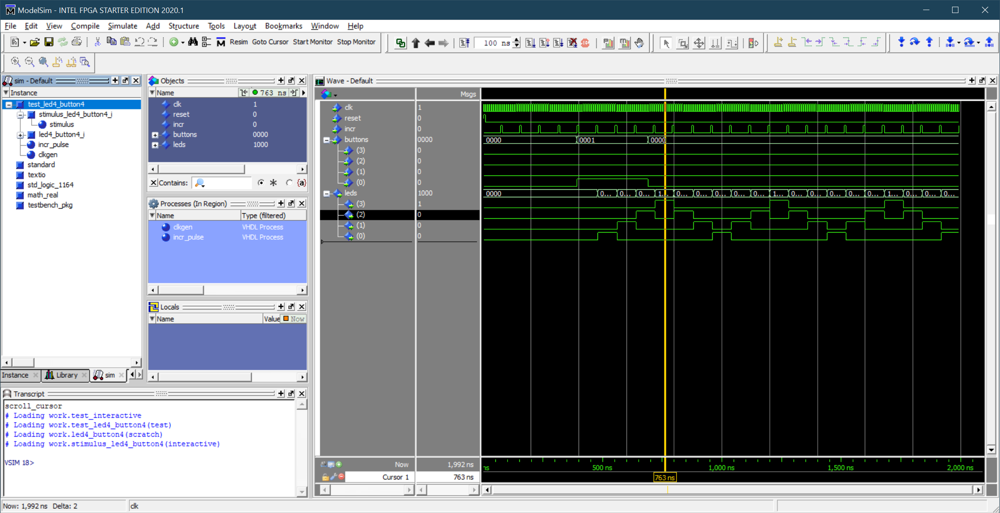 ModelSim - INTEL FPGA STARTER EDITION 2020.1
File Edit View Compile Simulate Add Structure Tools Layout Bookmarks Window Help
Resim Goto Cursor Start Monitor Stop Monitor
100 ns
sim - Default
Instance
test_led4_button4
stimulus_led4_button4_i
stimulus
led4_button4_i
incr_pulse
clkgen
standard
textio
std_logic_1164
math_real
testbench_pkg
Instance Library sim
Objects
Name 763 ns
clk 1
reset 0
incr 0
buttons 0000
leds 1000
Contains: * {a}
Processes (In Region)
Name Type (filtered)
clkgen VHDL Process
incr_pulse VHDL Process
Locals
Name Value Now
Transcript
scroll_cursor
# Loading work.test_interactive
# Loading work.test_led4_button4(test)
# Loading work.led4_button4(scratch)
# Loading work.stimulus_led4_button4(interactive)
VSIM 18>
Wave - Default
Msgs
clk 1
reset 0
incr 0
buttons 0000 0000 0001 0000
(3) 0
(2) 0
(1) 0
(0) 0
leds 1000 0000 0... 0... 0... 1... 0... 0... 0... 0... 0... 1... 0... 0... 0... 0... 0... 1... 0... 0... 0...
(3) 1
(2) 0
(1) 0
(0) 0
Now 1,992 ns ns 500 ns 1,000 ns 1,500 ns 2,000 ns
Cursor 1 763 ns 763 ns
Now: 1,992 ns Delta: 2 clk